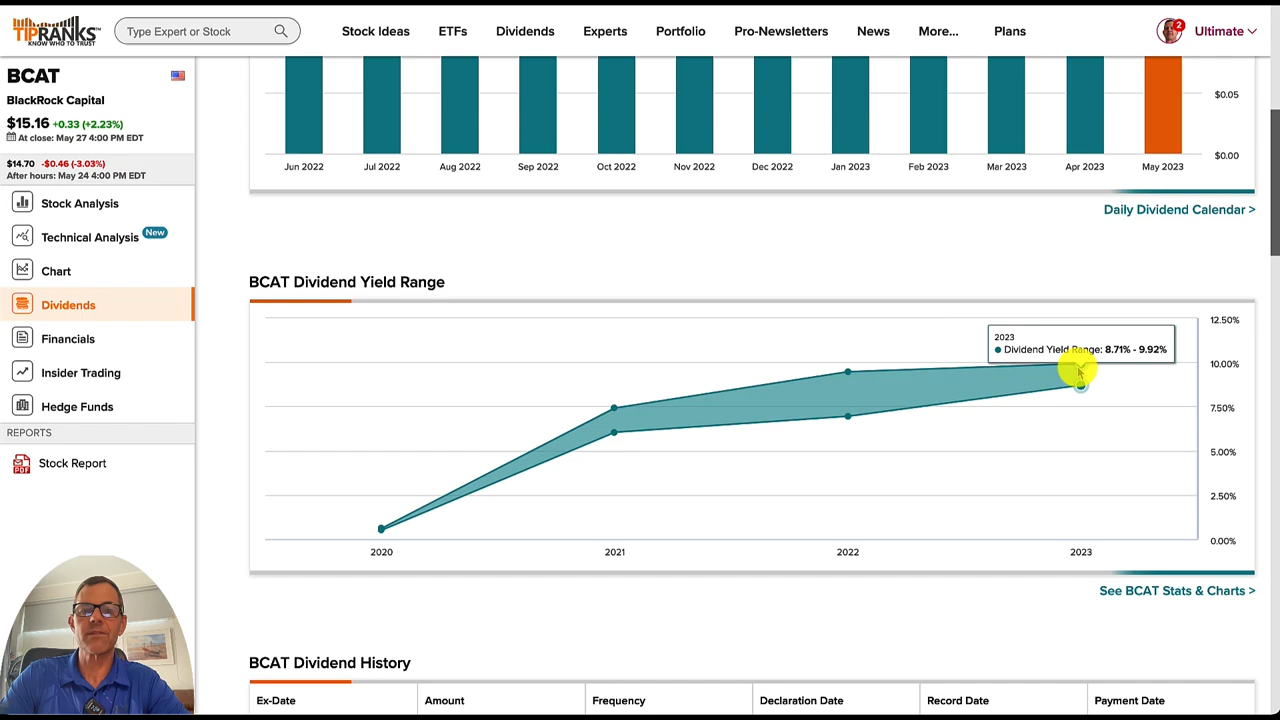 TIPRANKS
KNOW WHO TO TRUST
Type Expert or Stock
Stock Ideas
ETFs
Dividends
Experts
Portfolio
Pro-Newsletters
News
More...
Plans
2
Ultimate
BCAT
BlackRock Capital
$15.16 +0.33 (+2.23%)
At close: May 27 4:00 PM EDT
$14.70 -$0.46 (-3.03%)
After hours: May 24 4:00 PM EDT
Stock Analysis
Technical Analysis New
Chart
Dividends
Financials
Insider Trading
Hedge Funds
REPORTS
PDF
Stock Report
$0.05
$0.00
Jun 2022
Jul 2022
Aug 2022
Sep 2022
Oct 2022
Nov 2022
Dec 2022
Jan 2023
Feb 2023
Mar 2023
Apr 2023
May 2023
Daily Dividend Calendar >
BCAT Dividend Yield Range
12.50%
10.00%
7.50%
5.00%
2.50%
0.00%
2023
Dividend Yield Range: 8.71% - 9.92%
2020
2021
2022
2023
See BCAT Stats & Charts >
BCAT Dividend History
Ex-Date
Amount
Frequency
Declaration Date
Record Date
Payment Date